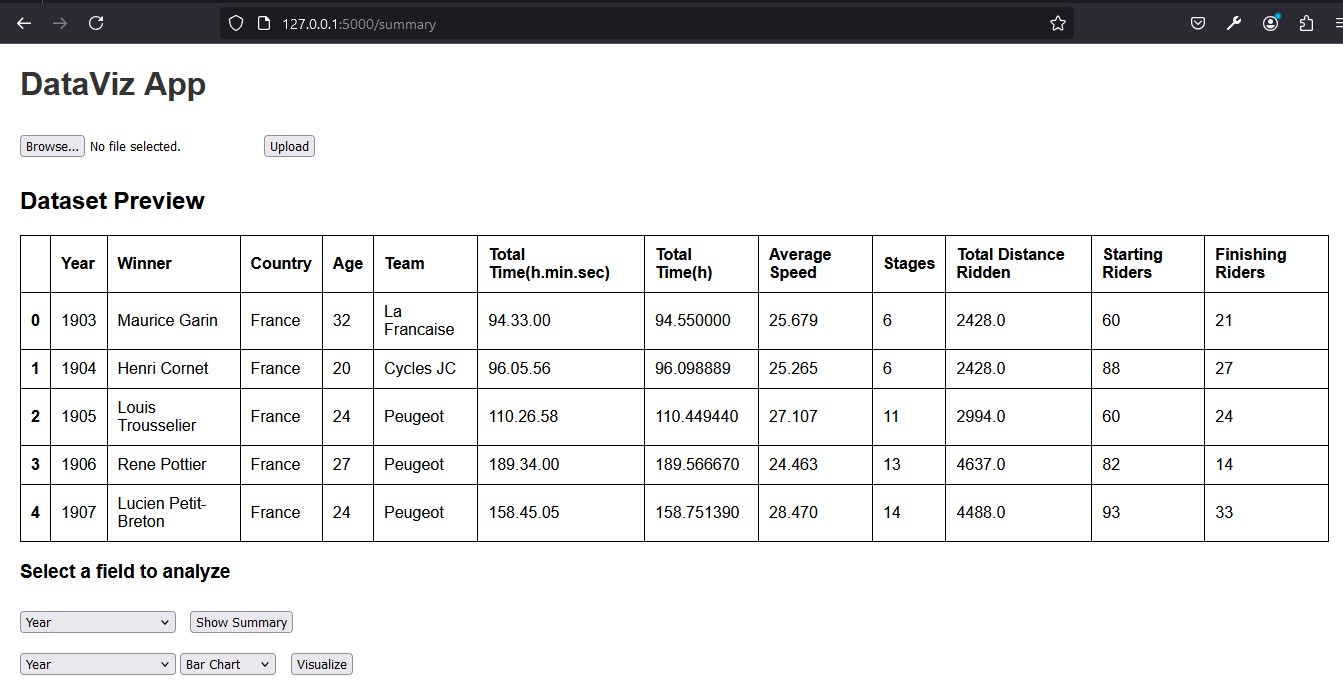 127.0.0.1:5000/summary
DataViz App
Browse... No file selected. Upload
Dataset Preview
Year Winner Country Age Team Total Time(h.min.sec) Total Time(h) Average Speed Stages Total Distance Ridden Starting Riders Finishing Riders
0 1903 Maurice Garin France 32 La Francaise 94.33.00 94.550000 25.679 6 2428.0 60 21
1 1904 Henri Cornet France 20 Cycles JC 96.05.56 96.098889 25.265 6 2428.0 88 27
2 1905 Louis Trousselier France 24 Peugeot 110.26.58 110.449440 27.107 11 2994.0 60 24
3 1906 Rene Pottier France 27 Peugeot 189.34.00 189.566670 24.463 13 4637.0 82 14
4 1907 Lucien Petit-Breton France 24 Peugeot 158.45.05 158.751390 28.470 14 4488.0 93 33
Select a field to analyze
Year Show Summary
Year Bar Chart Visualize